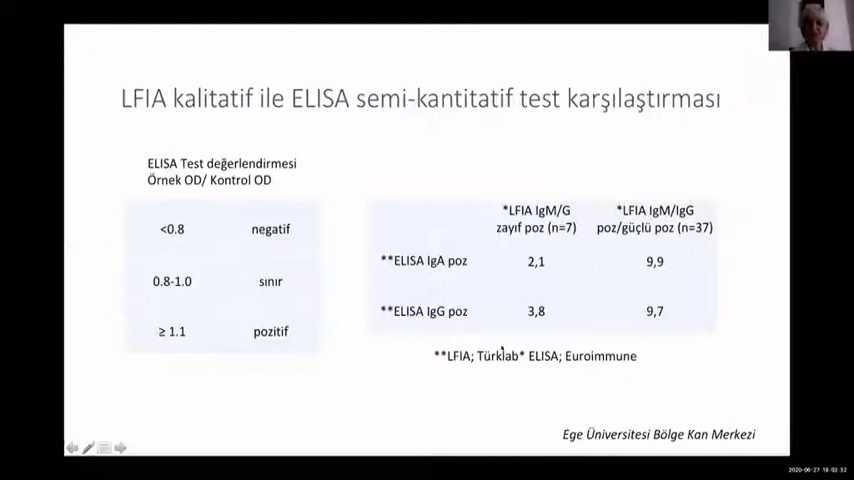 LFIA kalitatif ile ELISA semi-kantitatif test karşılaştırması
ELISA Test değerlendirmesi
Örnek OD/ Kontrol OD
<0.8 negatif
0.8-1.0 sınır
≥ 1.1 pozitif
*LFIA IgM/G *LFIA IgM/IgG
zayıf poz (n=7) poz/güçlü poz (n=37)
**ELISA IgA poz 2,1 9,9
**ELISA IgG poz 3,8 9,7
**LFIA; Türklab* ELISA; Euroimmune
Ege Üniversitesi Bölge Kan Merkezi
2020-06-27 16:02:52